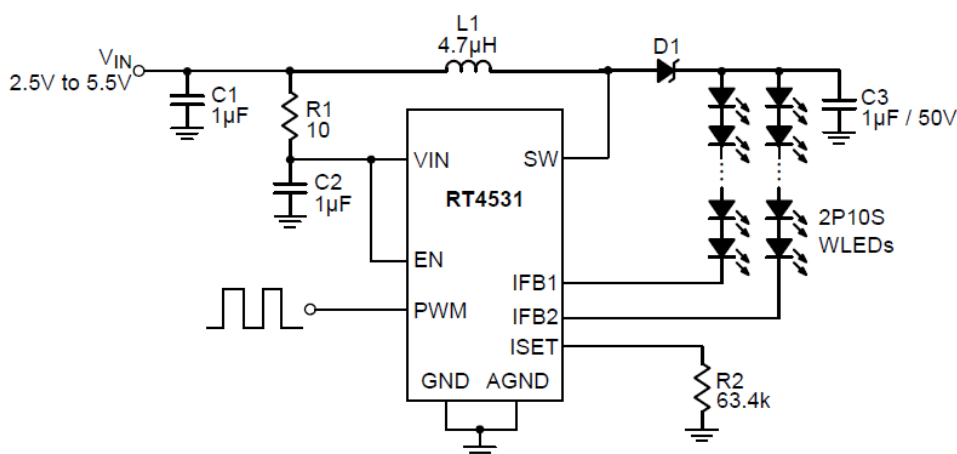 L1
4.7µH
D1
VIN
2.5V to 5.5V
C1
1µF
R1
10
C3
1µF / 50V
VIN
SW
C2
1µF
RT4531
2P10S
WLEDs
EN
IFB1
PWM
IFB2
ISET
GND
AGND
R2
63.4k